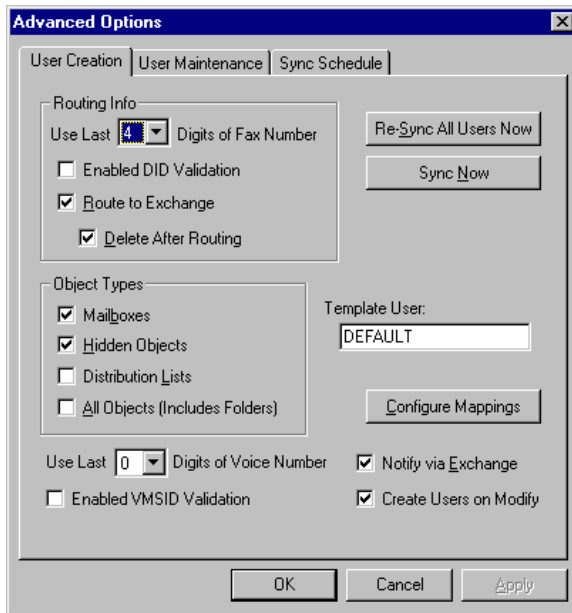 Advanced Options
User Creation
User Maintenance
Sync Schedule
Routing Info
Use Last 4 Digits of Fax Number
Enabled DID Validation
Route to Exchange
Delete After Routing
Re-Sync All Users Now
Sync Now
Object Types
Mailboxes
Hidden Objects
Distribution Lists
All Objects (Includes Folders)
Template User:
DEFAULT
Configure Mappings
Use Last 0 Digits of Voice Number
Enabled VMSID Validation
Notify via Exchange
Create Users on Modify
OK
Cancel
Apply